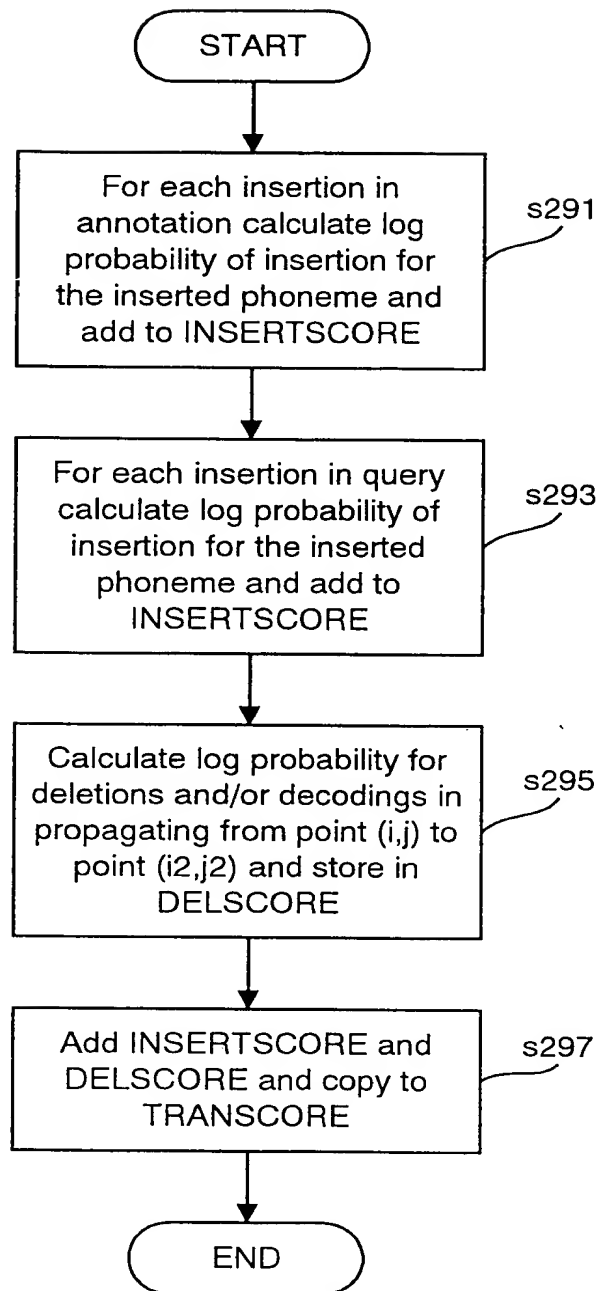 START
For each insertion in
annotation calculate log
probability of insertion for
the inserted phoneme and
add to INSERTSCORE
s291
For each insertion in query
calculate log probability of
insertion for the inserted
phoneme and add to
INSERTSCORE
s293
Calculate log probability for
deletions and/or decodings in
propagating from point (i,j) to
point (i2,j2) and store in
DELSCORE
s295
Add INSERTSCORE and
DELSCORE and copy to
TRANSCORE
s297
END